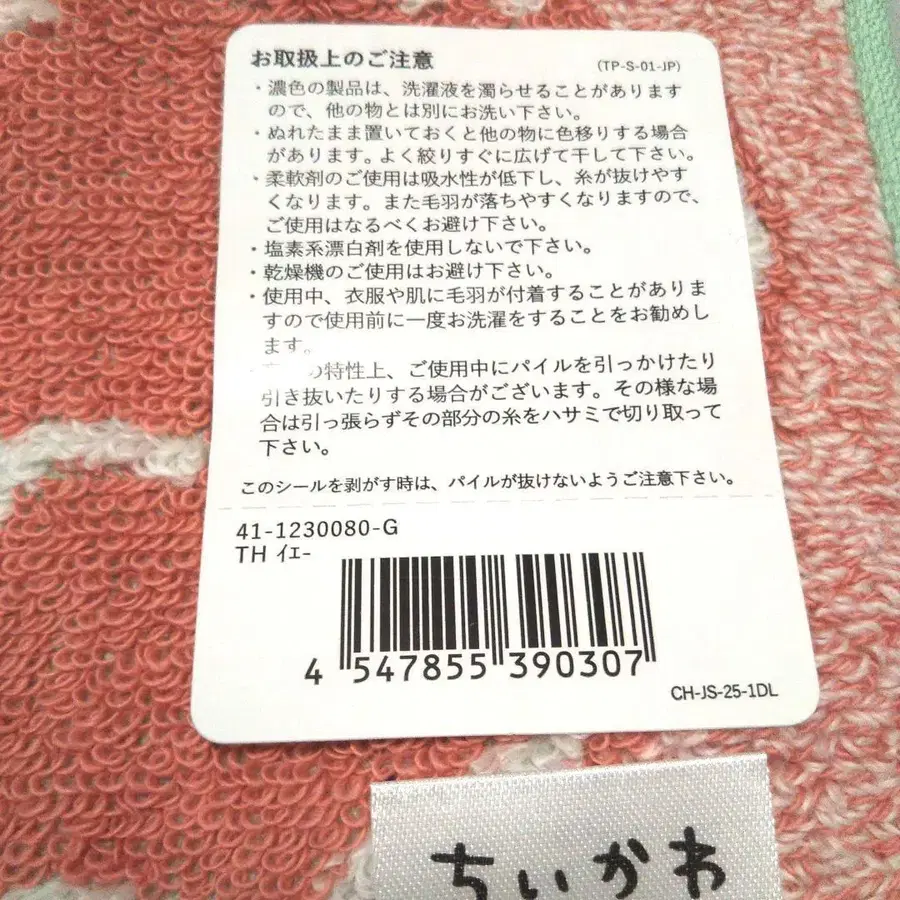 お取扱上のご注意
(TP-S-01-JP)
・濃色の製品は、洗濯液を濁らせることがあります
ので、他の物とは別にお洗い下さい。
・ぬれたまま置いておくと他の物に色移りする場合
があります。よく絞りすぐに広げて干して下さい。
・柔軟剤のご使用は吸水性が低下し、糸が抜けやす
くなります。また毛羽が落ちやすくなりますので、
ご使用はなるべくお避け下さい。
・塩素系漂白剤を使用しないで下さい。
・乾燥機のご使用はお避け下さい。
・使用中、衣服や肌に毛羽が付着することがありま
すので使用前に一度お洗濯をすることをお勧めし
ます。
の特性上、ご使用中にパイルを引っかけたり
引き抜いたりする場合がございます。その様な場
合は引っ張らずその部分の糸をハサミで切り取って
下さい。
このシールを剥がす時は、パイルが抜けないようご注意下さい。
41-1230080-G
TH ｲｴｰ
4 547855 390307
CH-JS-25-1DL
ちいかわ